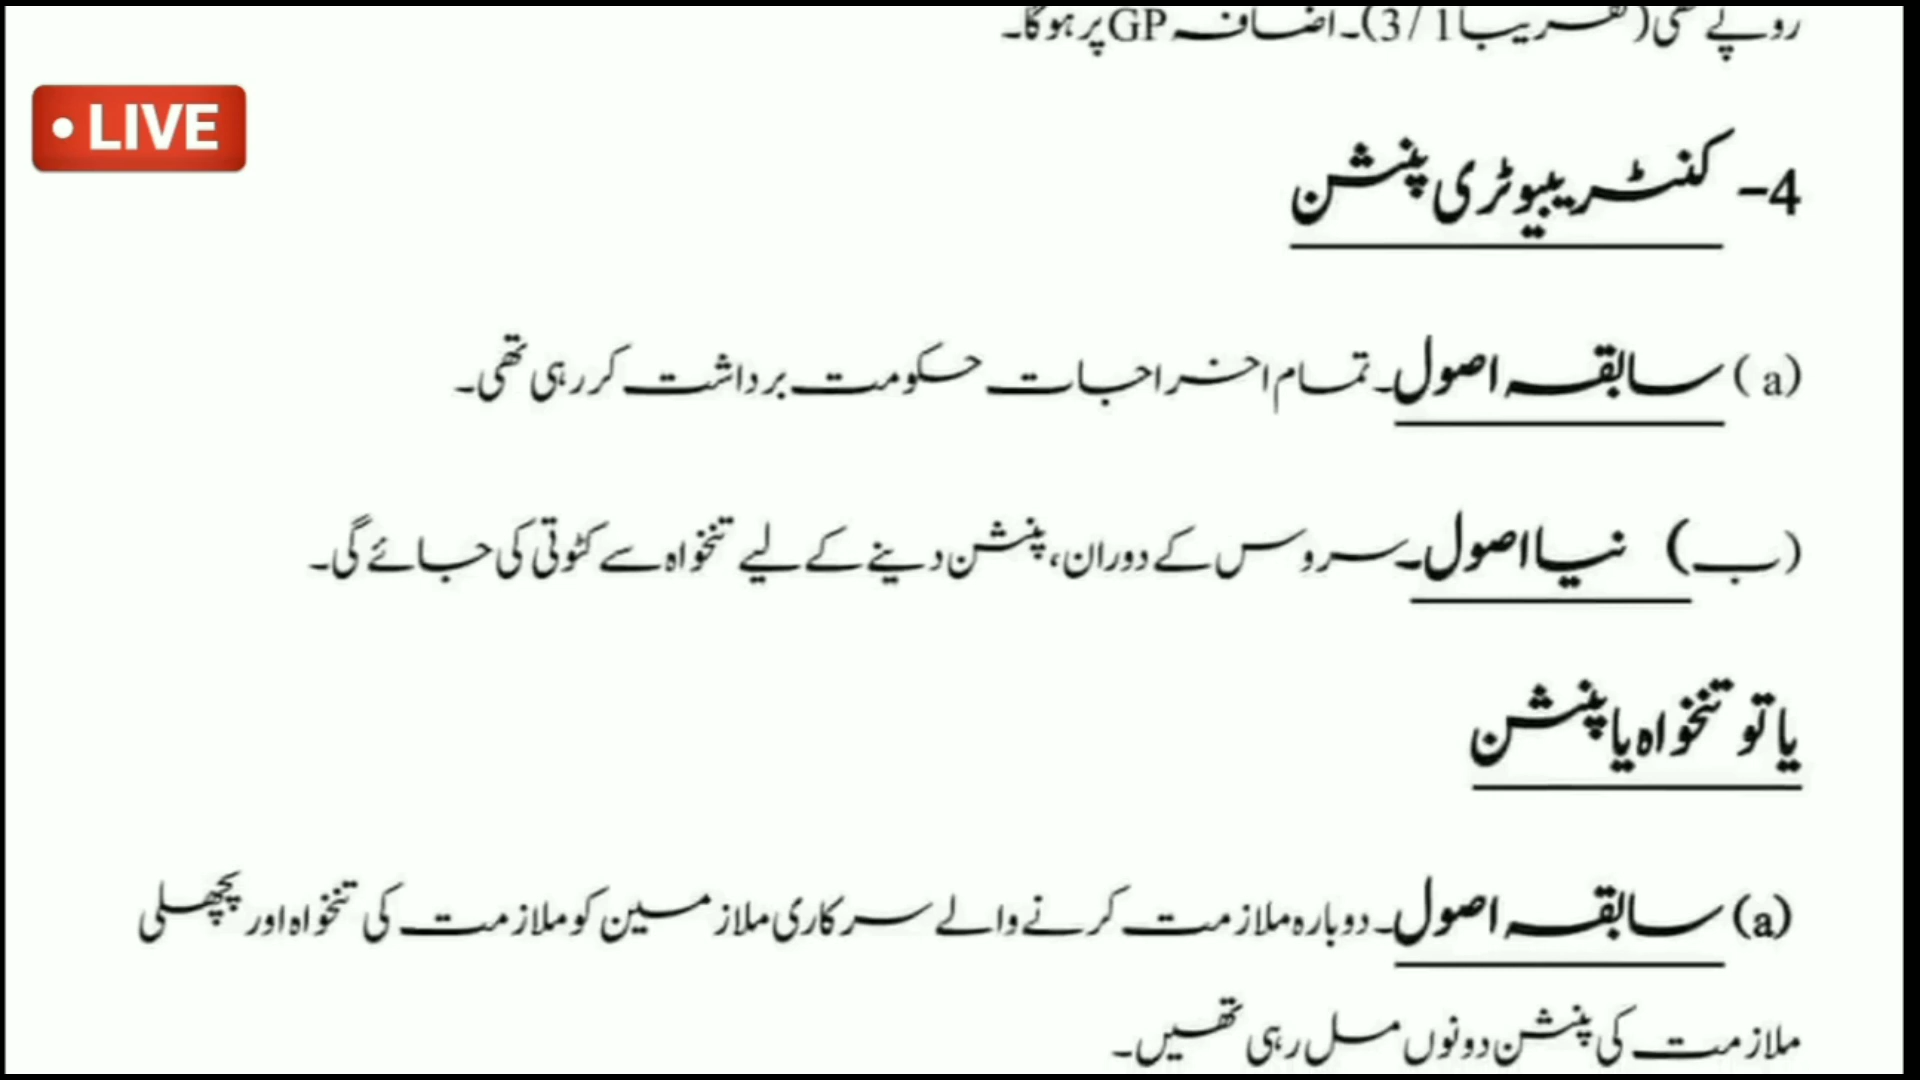 روپے تھی (تقریبا 1/3)۔ اضافہ GP پر ہوگا۔
• LIVE
4- کنٹریبیوٹری پنشن
(a) سابقہ اصول۔ تمام اخراجات حکومت برداشت کر رہی تھی۔
(ب) نیا اصول۔ سروس کے دوران، پنشن دینے کے لیے تنخواہ سے کٹوتی کی جائے گی۔
یا تو تنخواہ یا پنشن
(a) سابقہ اصول۔ دوبارہ ملازمت کرنے والے سرکاری ملازمین کو ملازمت کی تنخواہ اور پچھلی
ملازمت کی پنشن دونوں مل رہی تھیں۔